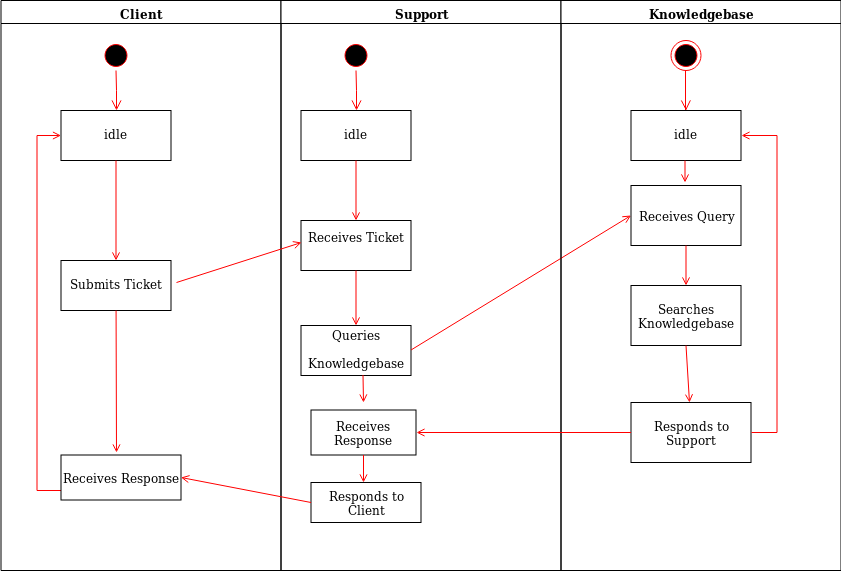 Client
Support
Knowledgebase
idle
idle
idle
Receives Query
Receives Ticket
Submits Ticket
Searches
Knowledgebase
Queries
Knowledgebase
Receives
Response
Responds to
Support
Receives Response
Responds to
Client